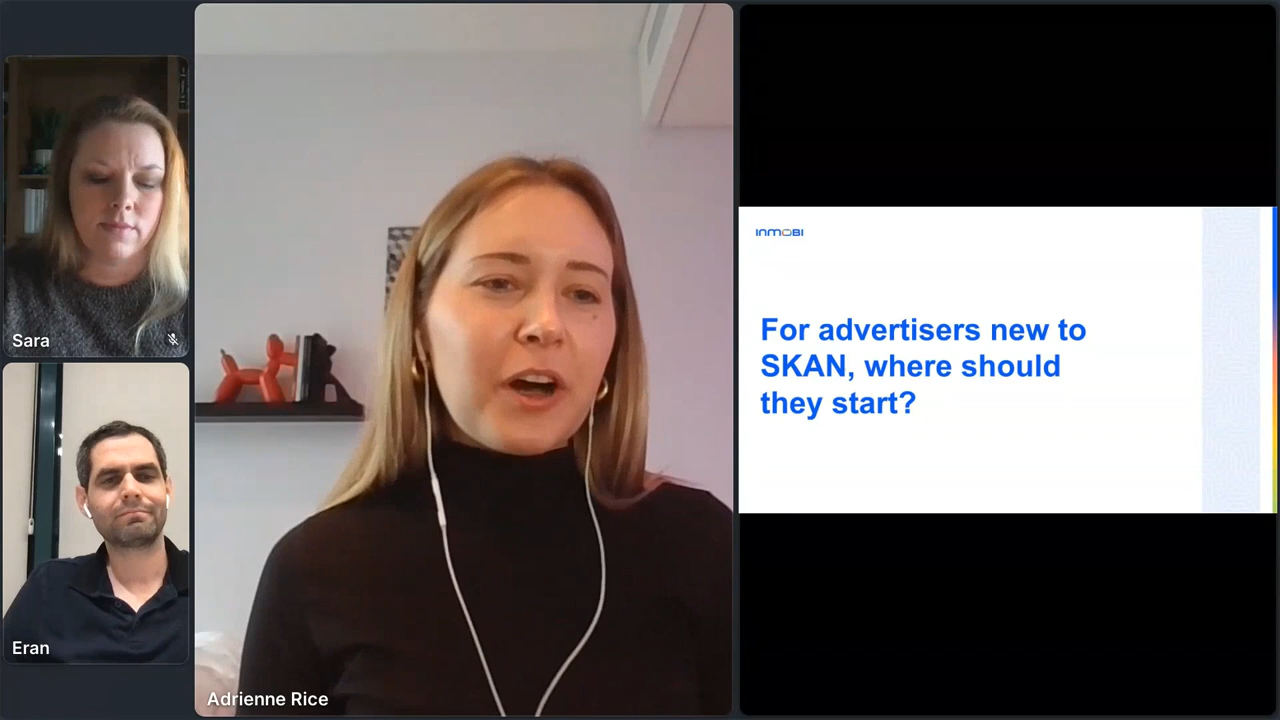 Sara
Eran
Adrienne Rice
INMOBI
For advertisers new to
SKAN, where should
they start?